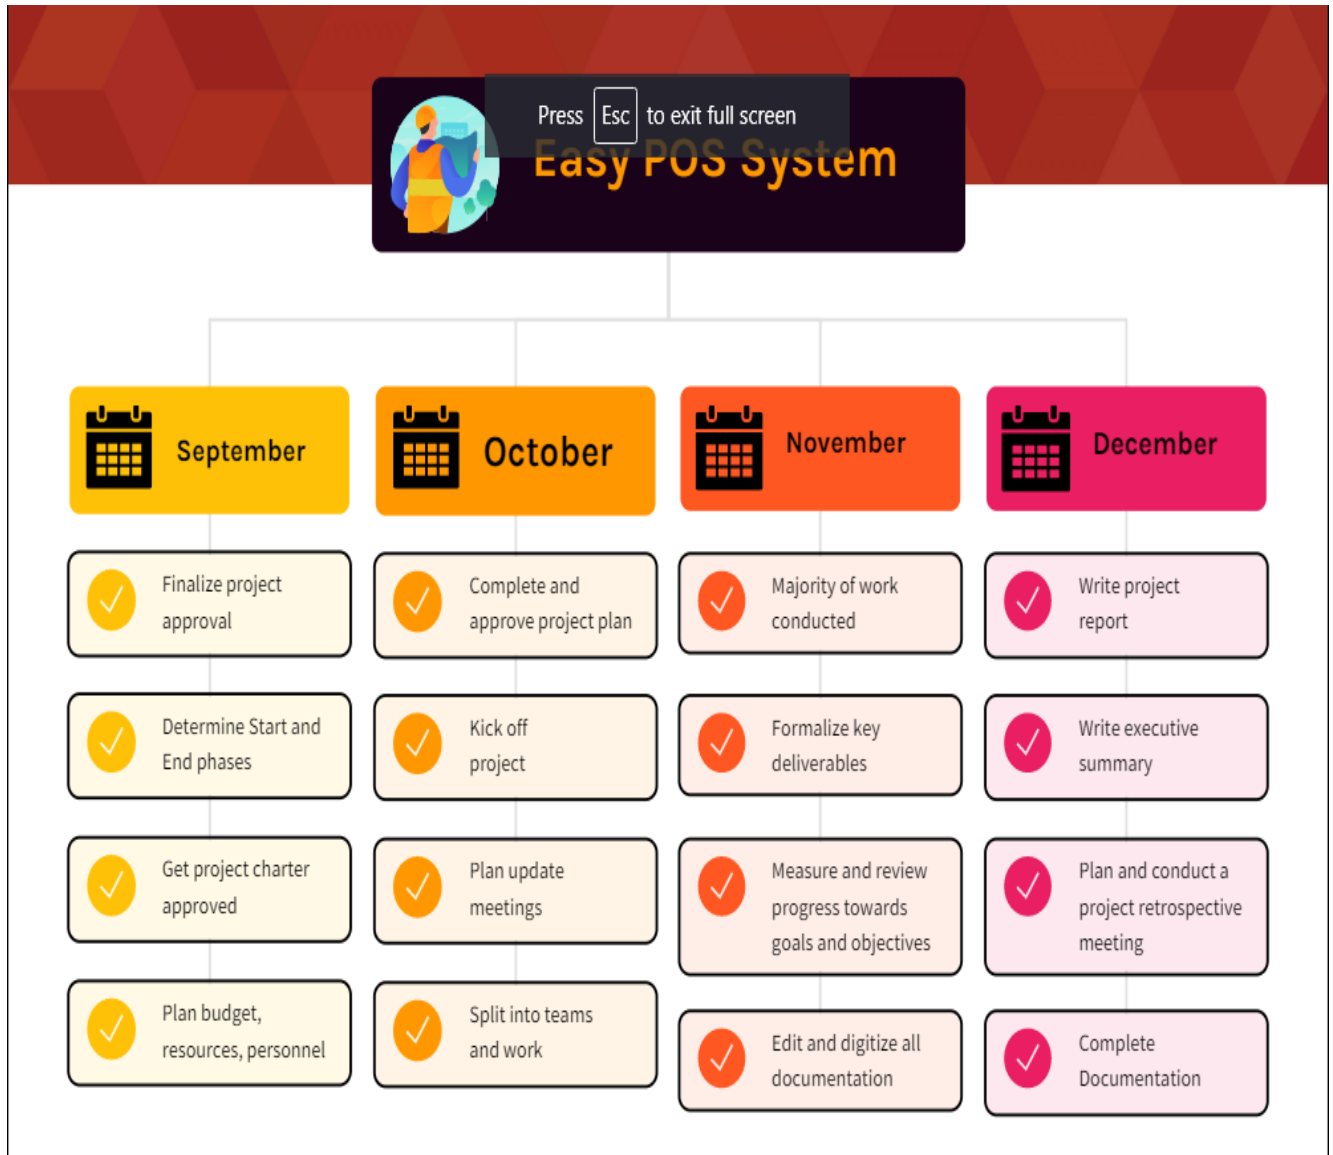 Press Esc to exit full screen
Easy POS System
September
Finalize project
approval
Determine Start and
End phases
Get project charter
approved
Plan budget,
resources, personnel
October
Complete and
approve project plan
Kick off
project
Plan update
meetings
Split into teams
and work
November
Majority of work
conducted
Formalize key
deliverables
Measure and review
progress towards
goals and objectives
Edit and digitize all
documentation
December
Write project
report
Write executive
summary
Plan and conduct a
project retrospective
meeting
Complete
Documentation